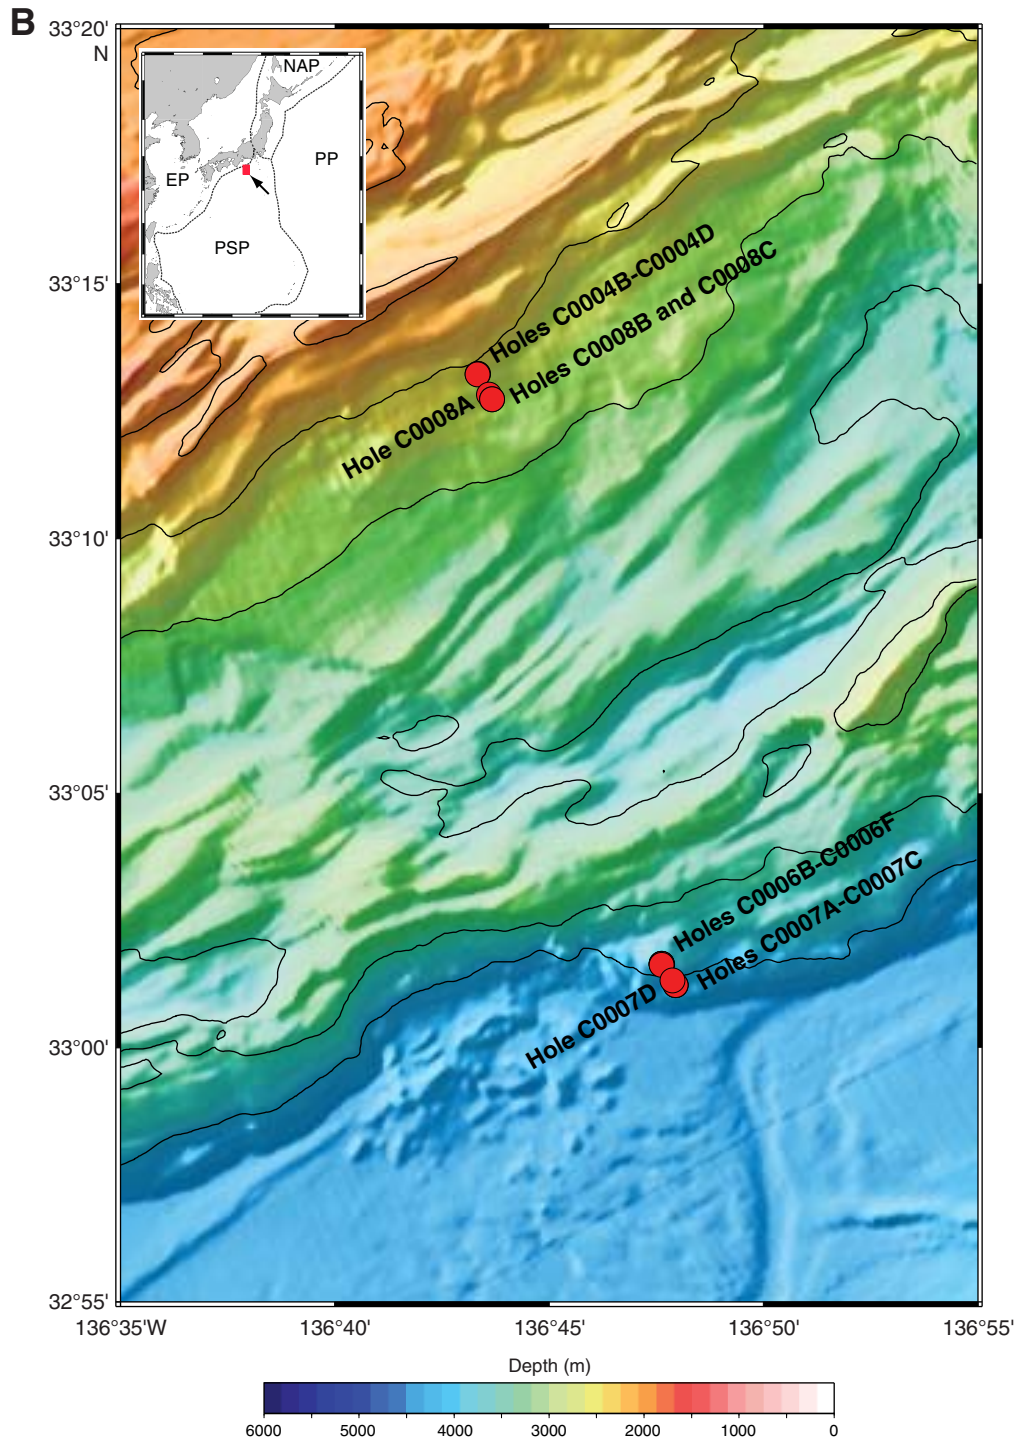 B
33°20'
N
NAP
PP
EP
PSP
33°15'
Holes C0004B-C0004D
Holes C0008B and C0008C
Hole C0008A
33°10'
33°05'
Holes C0006B-C0006F
Holes C0007A-C0007C
Hole C0007D
33°00'
32°55'
136°35'W 136°40' 136°45' 136°50' 136°55'
Depth (m)
6000 5000 4000 3000 2000 1000 0